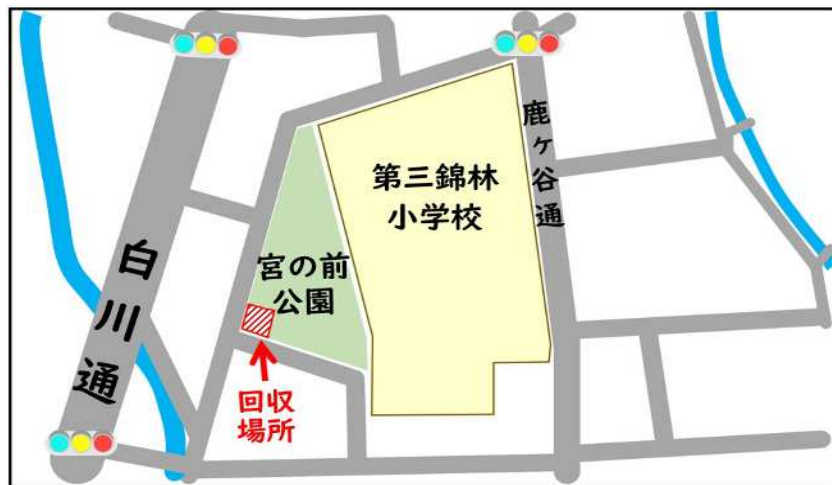 鹿ヶ谷通
第三錦林
小学校
宮の前
公園
白川通
回収
場所